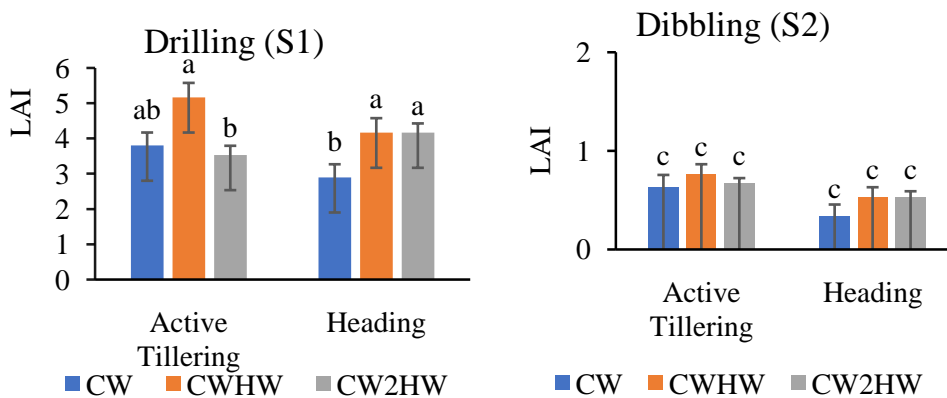 Drilling (S1)
LAI
6
5
4
3
2
1
0
ab
a
b
b
a
a
Active
Tillering
Heading
CW
CWHW
CW2HW
Dibbling (S2)
LAI
2
1
0
c
c
c
c
c
c
Active
Tillering
Heading
CW
CWHW
CW2HW